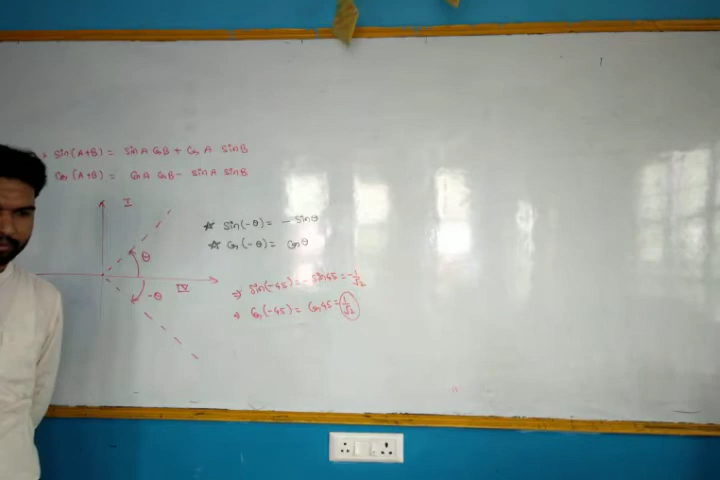 * Sin(A+B) = SinA CosB + Cos A SinB
Cos(A+B) = CosA CosB - SinA SinB
I
☆ Sin(-θ) = - Sinθ
☆ Cos(-θ) = Cosθ
θ
-θ
IV
⇒ Sin(-45) = - Sin45 = -1/√2
⇒ Cos(-45) = Cos45 = 1/√2